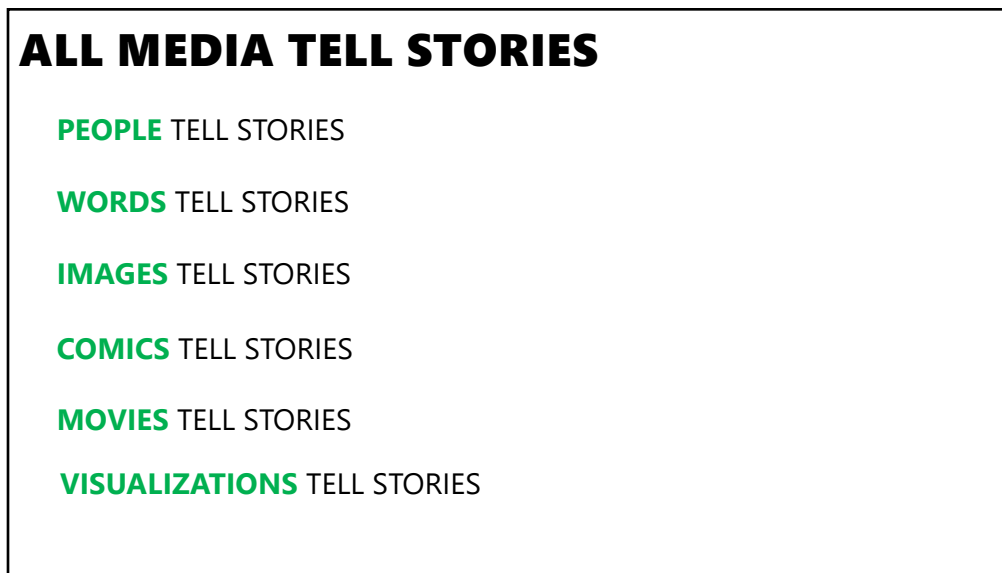 ALL MEDIA TELL STORIES
PEOPLE TELL STORIES
WORDS TELL STORIES
IMAGES TELL STORIES
COMICS TELL STORIES
MOVIES TELL STORIES
VISUALIZATIONS TELL STORIES